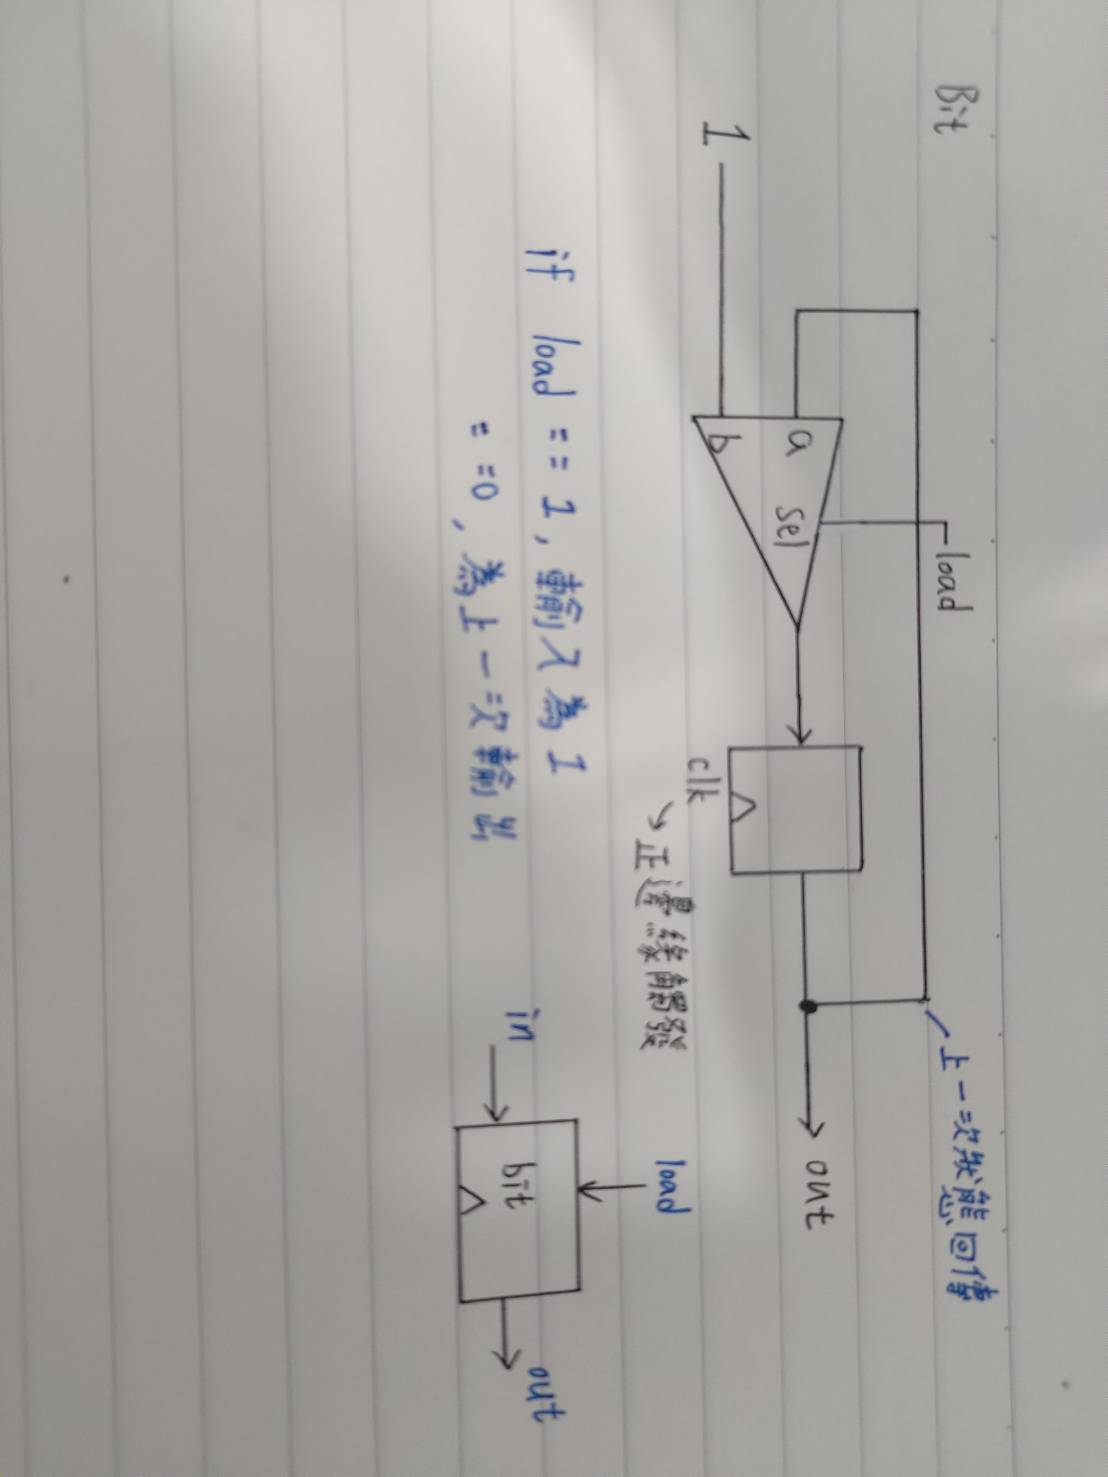 Bit
load
上一次狀態回傳
a
sel
out
1
b
clk
正邊緣觸發
load
if load == 1, 輸入為 1
==0, 為上一次輸出
in
bit
out